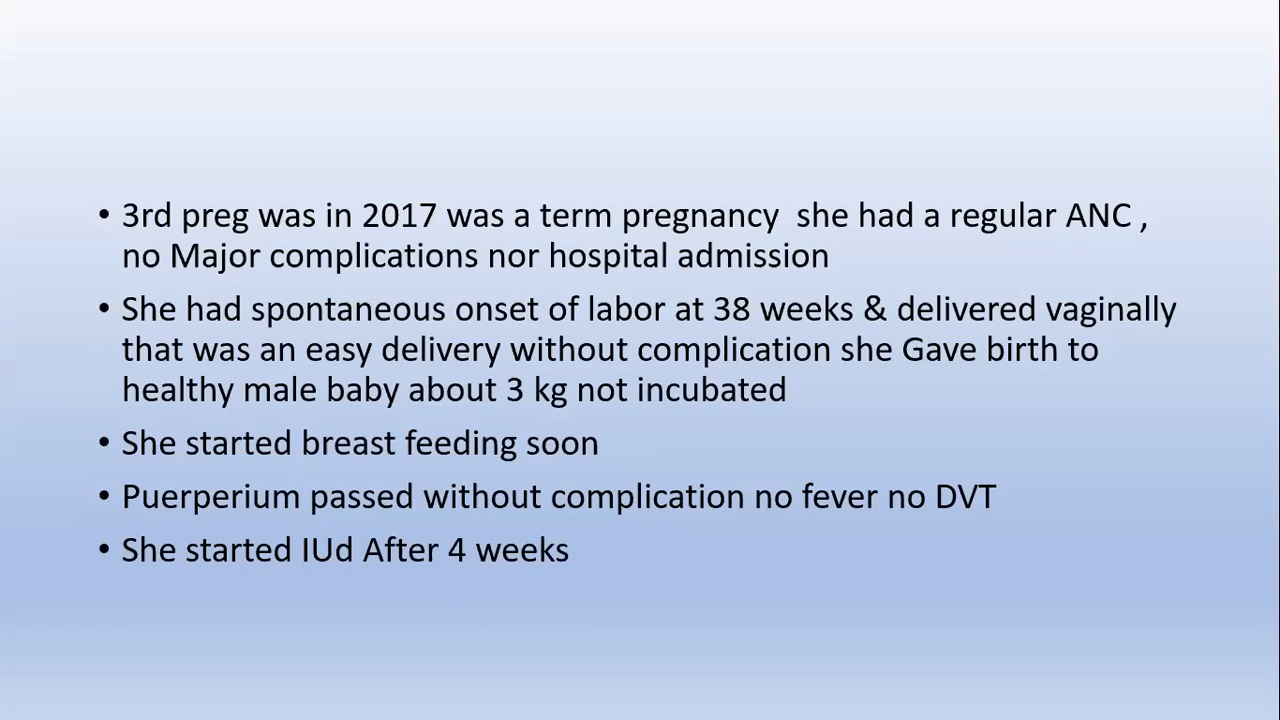 • 3rd preg was in 2017 was a term pregnancy  she had a regular ANC ,
no Major complications nor hospital admission
• She had spontaneous onset of labor at 38 weeks & delivered vaginally
that was an easy delivery without complication she Gave birth to
healthy male baby about 3 kg not incubated
• She started breast feeding soon
• Puerperium passed without complication no fever no DVT
• She started IUd After 4 weeks